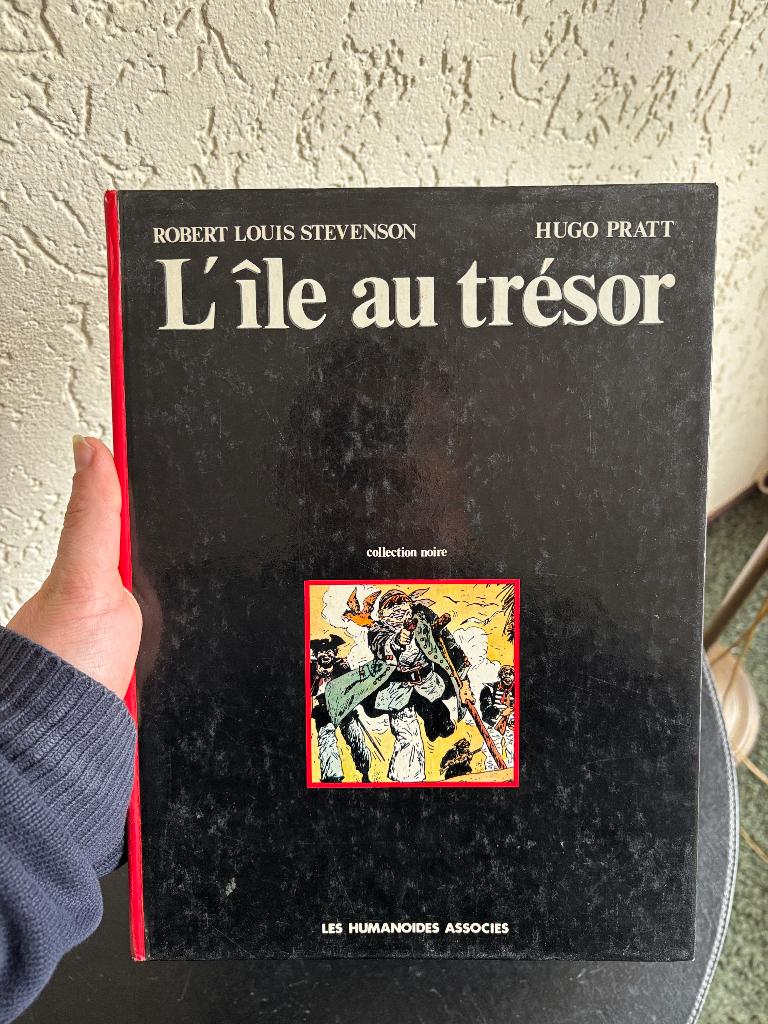 ROBERT LOUIS STEVENSON HUGO PRATT
L'île au trésor
collection noire
LES HUMANOIDES ASSOCIES